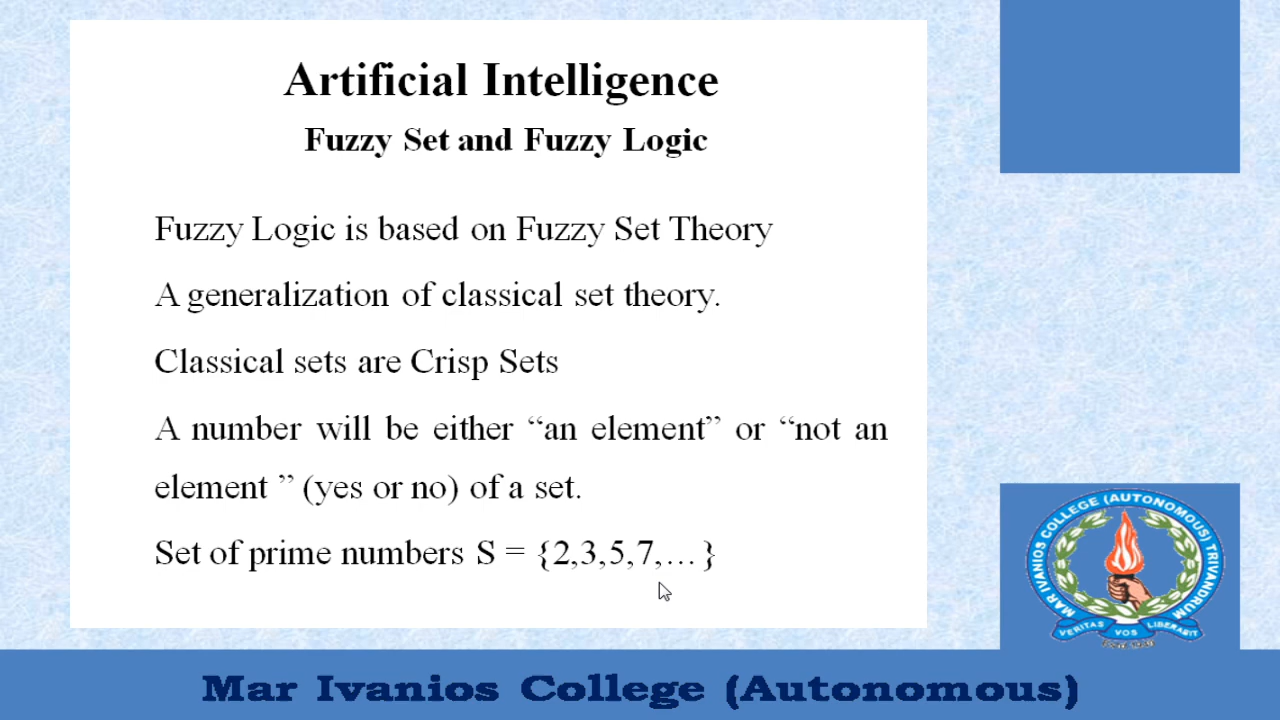 Artificial Intelligence
Fuzzy Set and Fuzzy Logic
Fuzzy Logic is based on Fuzzy Set Theory
A generalization of classical set theory.
Classical sets are Crisp Sets
A number will be either “an element” or “not an
element ” (yes or no) of a set.
Set of prime numbers S = {2,3,5,7,… }
MAR IVANIOS COLLEGE (AUTONOMOUS) TRIVANDRUM
VERITAS VOS LIBERABIT
Mar Ivanios College (Autonomous)